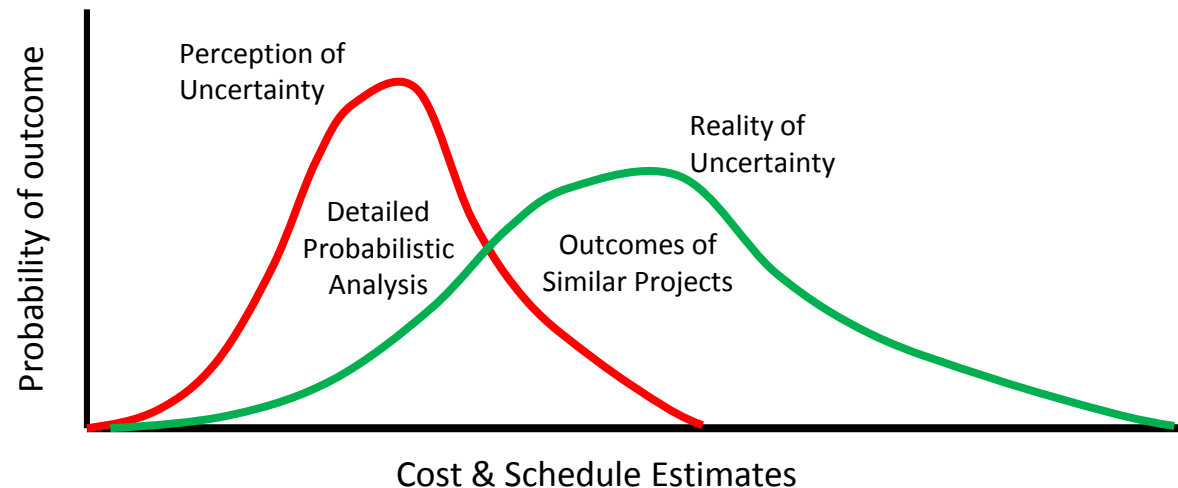 Probability of outcome
Perception of
Uncertainty
Reality of
Uncertainty
Detailed
Probabilistic
Analysis
Outcomes of
Similar Projects
Cost & Schedule Estimates